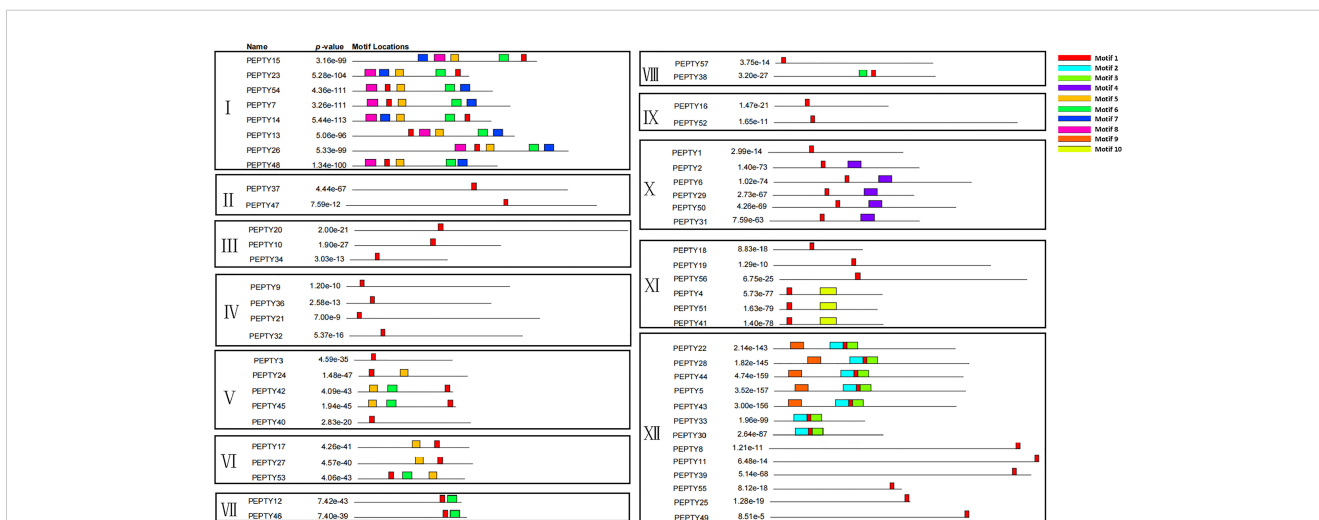 Name p-value Motif Locations
I
PEPTY15 3.16e-99
PEPTY23 5.28e-104
PEPTY54 4.36e-111
PEPTY7 3.26e-111
PEPTY14 5.44e-113
PEPTY13 5.06e-96
PEPTY26 5.33e-99
PEPTY48 1.34e-100
II
PEPTY37 4.44e-67
PEPTY47 7.59e-12
III
PEPTY20 2.00e-21
PEPTY10 1.90e-27
PEPTY34 3.03e-13
IV
PEPTY9 1.20e-10
PEPTY36 2.58e-13
PEPTY21 7.00e-9
PEPTY32 5.37e-16
V
PEPTY3 4.59e-35
PEPTY24 1.48e-47
PEPTY42 4.09e-43
PEPTY45 1.94e-45
PEPTY40 2.83e-20
VI
PEPTY17 4.26e-41
PEPTY27 4.57e-40
PEPTY53 4.06e-43
VII
PEPTY12 7.42e-43
PEPTY46 7.40e-39
VIII
PEPTY57 3.75e-14
PEPTY38 3.20e-27
IX
PEPTY16 1.47e-21
PEPTY52 1.65e-11
X
PEPTY1 2.99e-14
PEPTY2 1.40e-73
PEPTY6 1.02e-74
PEPTY29 2.73e-67
PEPTY50 4.26e-69
PEPTY31 7.59e-63
XI
PEPTY18 8.83e-18
PEPTY19 1.29e-10
PEPTY56 6.75e-25
PEPTY4 5.73e-77
PEPTY51 1.63e-79
PEPTY41 1.40e-78
XII
PEPTY22 2.14e-143
PEPTY28 1.82e-145
PEPTY44 4.74e-159
PEPTY5 3.52e-157
PEPTY43 3.00e-156
PEPTY33 1.96e-99
PEPTY30 2.64e-87
PEPTY8 1.21e-11
PEPTY11 6.48e-14
PEPTY39 5.14e-68
PEPTY55 8.12e-18
PEPTY25 1.28e-19
PEPTY49 8.51e-5
Motif 1
Motif 2
Motif 3
Motif 4
Motif 5
Motif 6
Motif 7
Motif 8
Motif 9
Motif 10